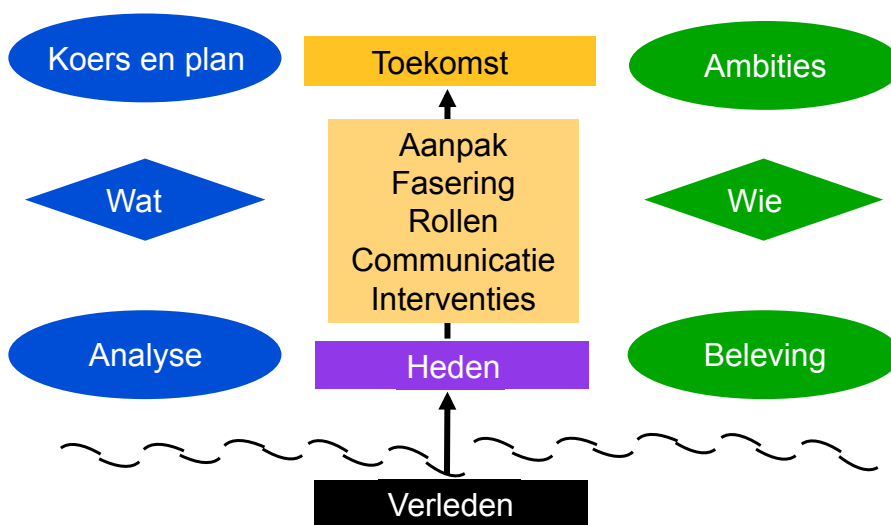 Koers en plan
Toekomst
Ambities
Aanpak
Fasering
Rollen
Communicatie
Interventies
Wat
Wie
Analyse
Heden
Beleving
Verleden